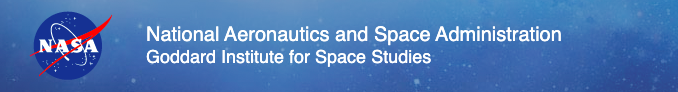 NASA
National Aeronautics and Space Administration
Goddard Institute for Space Studies